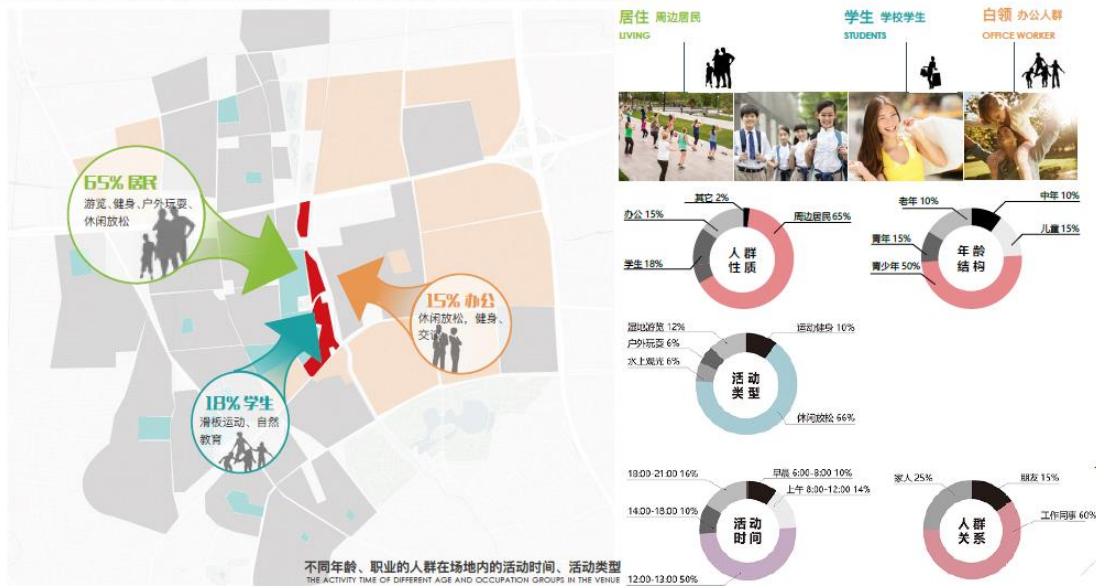 65% 居民
游览、健身、户外玩耍、
休闲放松
15% 办公
休闲放松，健身、
交谈
18% 学生
滑板运动、自然
教育
不同年龄、职业的人群在场地内的活动时间、活动类型
THE ACTIVITY TIME OF DIFFERENT AGE AND OCCUPATION GROUPS IN THE VENUE
居住 周边居民
LIVING
学生 学校学生
STUDENTS
白领 办公人群
OFFICE WORKER
其它 2%
办公 15%
周边居民 65%
学生 18%
人群
性质
老年 10%
中年 10%
儿童 15%
青年 15%
青少年 50%
年龄
结构
湿地游览 12%
运动健身 10%
户外玩耍 6%
水上观光 6%
休闲放松 66%
活动
类型
18:00-21:00 16%
早晨 6:00-8:00 10%
上午 8:00-12:00 14%
14:00-18:00 10%
12:00-13:00 50%
活动
时间
家人 25%
朋友 15%
工作同事 60%
人群
关系